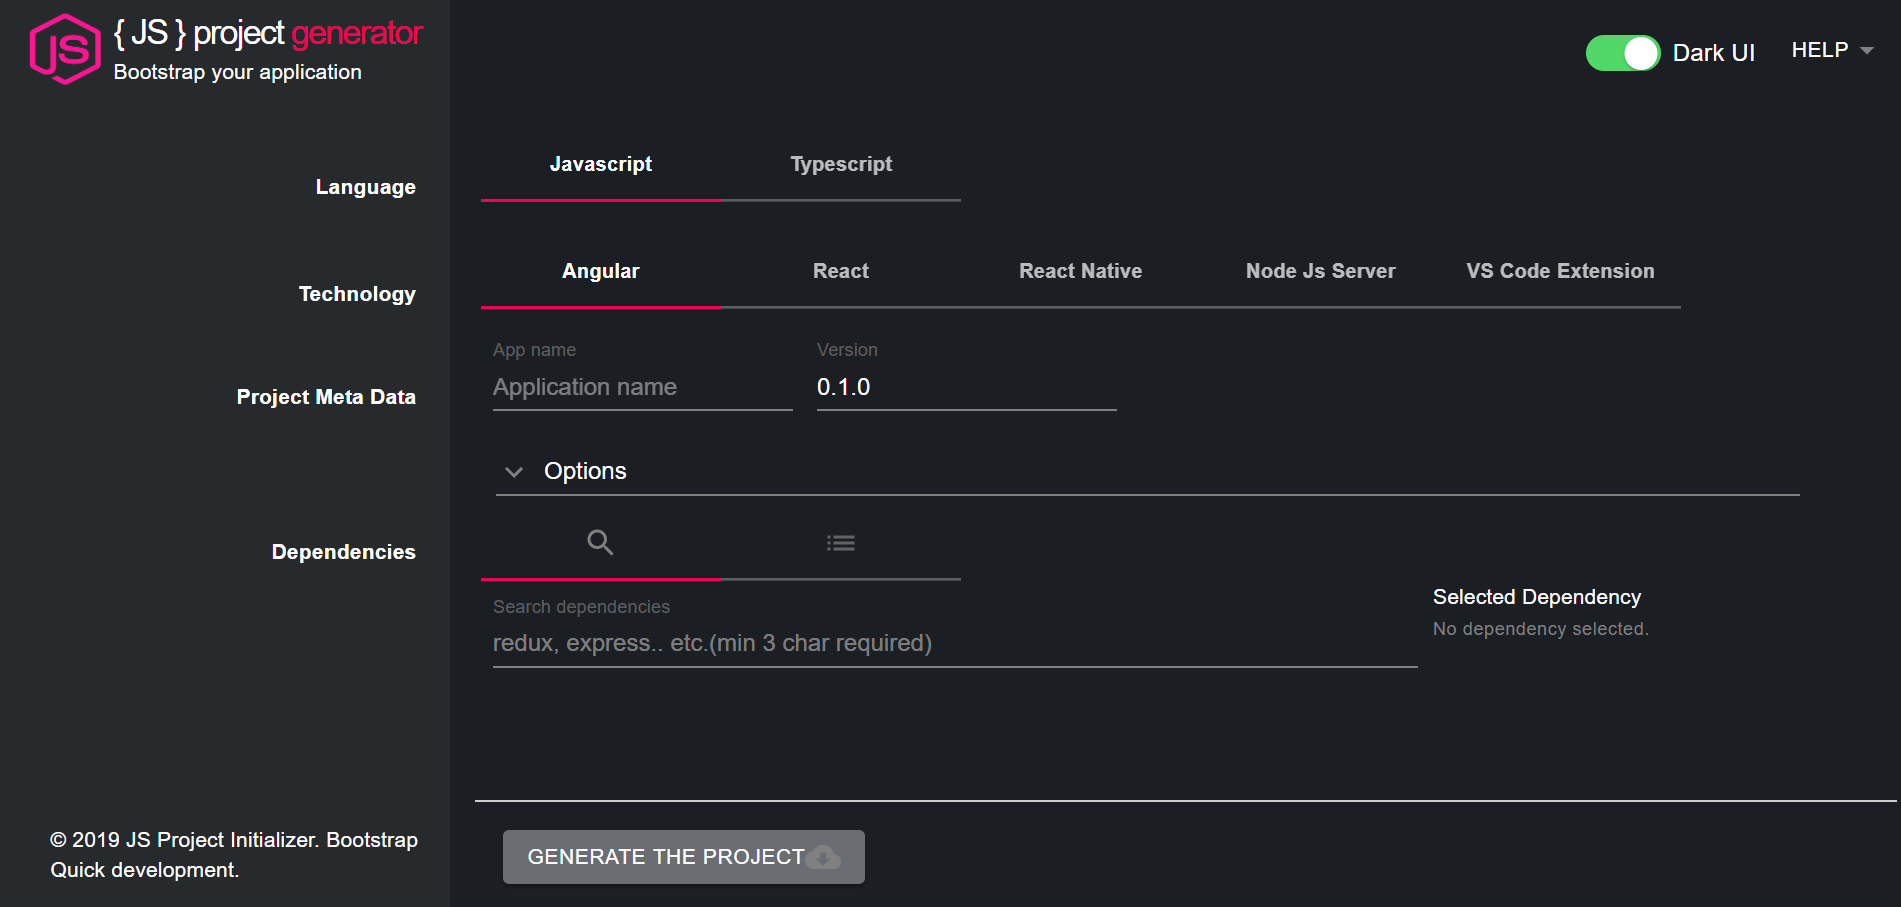 JS
{ JS } project generator
Bootstrap your application
Dark UI
HELP
Language
Javascript
Typescript
Technology
Angular
React
React Native
Node Js Server
VS Code Extension
Project Meta Data
App name
Version
Application name
0.1.0
Options
Dependencies
Search dependencies
redux, express.. etc.(min 3 char required)
Selected Dependency
No dependency selected.
© 2019 JS Project Initializer. Bootstrap
Quick development.
GENERATE THE PROJECT